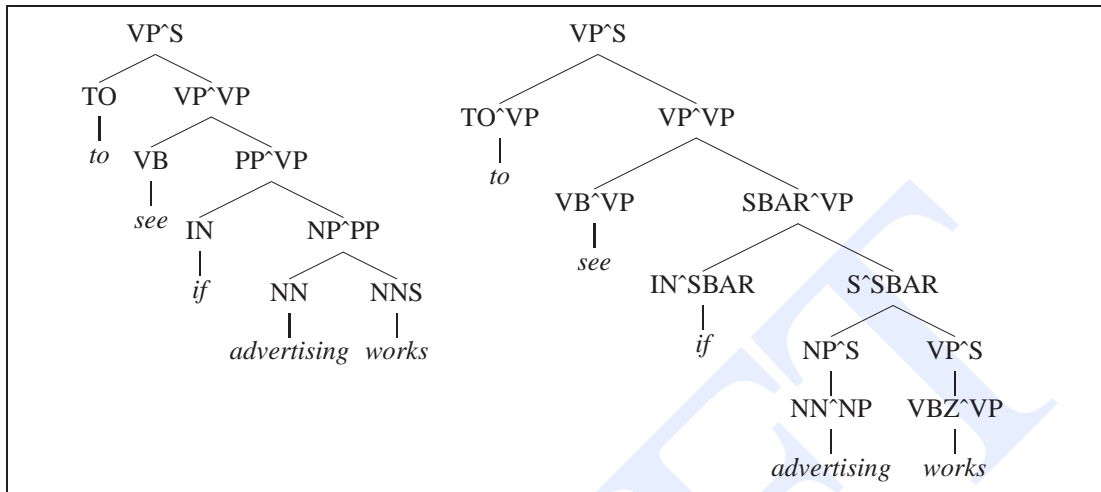 VP^S VP^S
TO VP^VP TO^VP VP^VP
to VB PP^VP to VB^VP SBAR^VP
see IN NP^PP see IN^SBAR S^SBAR
if NN NNS if NP^S VP^S
advertising works NN^NP VBZ^VP
advertising works